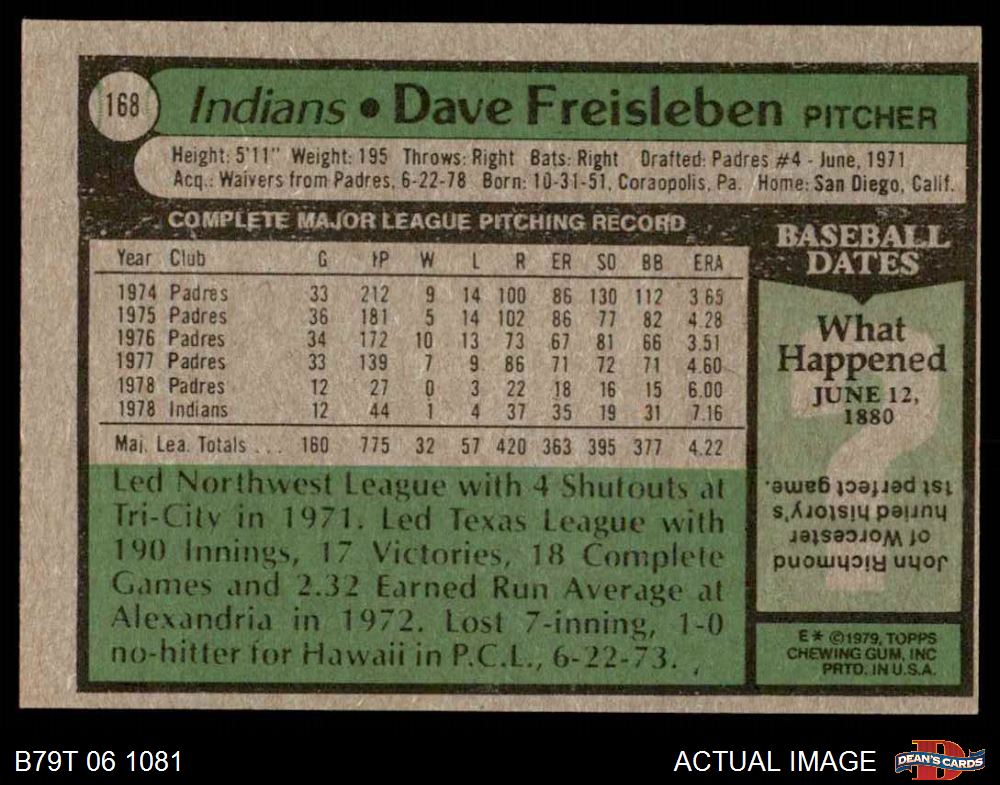 168
Indians • Dave Freisleben PITCHER
Height: 5'11" Weight: 195 Throws: Right Bats: Right Drafted: Padres #4 - June, 1971
Acq.: Waivers from Padres, 6-22-78 Born: 10-31-51, Coraopolis, Pa. Home: San Diego, Calif.
COMPLETE MAJOR LEAGUE PITCHING RECORD
Year Club G IP W L R ER SO BB ERA
1974 Padres 33 212 9 14 100 86 130 112 3.65
1975 Padres 36 181 5 14 102 86 77 82 4.28
1976 Padres 34 172 10 13 73 67 81 66 3.51
1977 Padres 33 139 7 9 86 71 72 71 4.60
1978 Padres 12 27 0 3 22 18 16 15 6.00
1978 Indians 12 44 1 4 37 35 19 31 7.16
Maj. Lea. Totals . . . 160 775 32 57 420 363 395 377 4.22
Led Northwest League with 4 Shutouts at
Tri-City in 1971. Led Texas League with
190 Innings, 17 Victories, 18 Complete
Games and 2.32 Earned Run Average at
Alexandria in 1972. Lost 7-inning, 1-0
no-hitter for Hawaii in P.C.L., 6-22-73.
BASEBALL
DATES
What
Happened
JUNE 12,
1880
John Richmond
of Worcester
hurled history's
1st perfect game.
E* ©1979, TOPPS
CHEWING GUM, INC
PRTD. IN U.S.A.
B79T 06 1081
ACTUAL IMAGE
DEAN'S CARDS